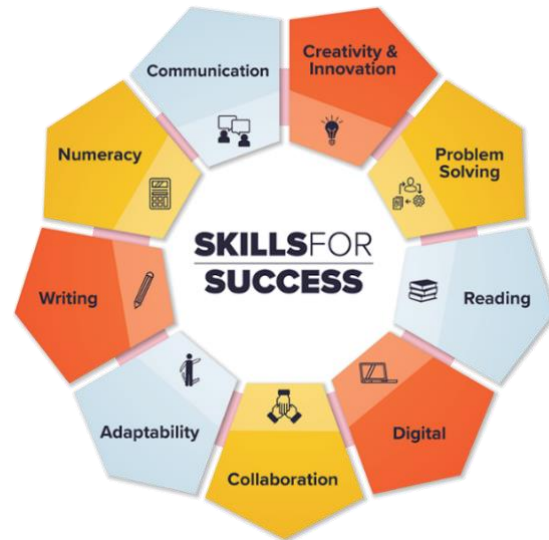 Communication
Creativity &
Innovation
Numeracy
Problem
Solving
SKILLSFOR
SUCCESS
Writing
Reading
Adaptability
Digital
Collaboration